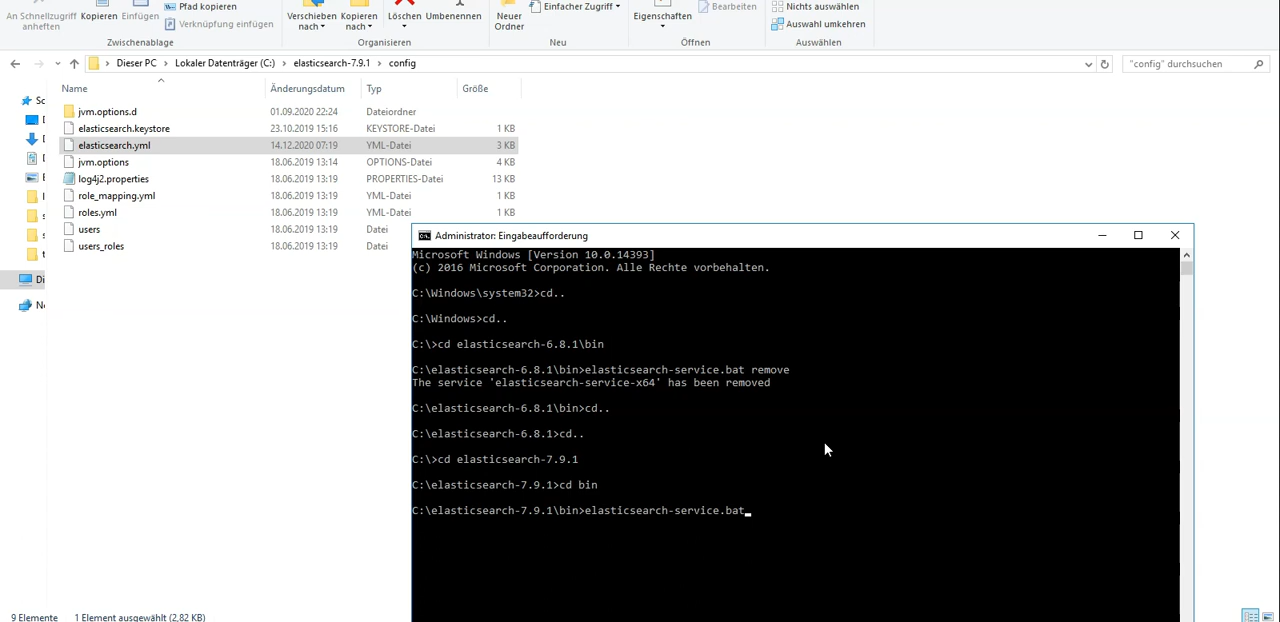 An Schnellzugriff anheften
Kopieren
Einfügen
Pfad kopieren
Verknüpfung einfügen
Verschieben nach
Kopieren nach
Löschen
Umbenennen
Neuer Ordner
Einfacher Zugriff
Eigenschaften
Bearbeiten
Nichts auswählen
Auswahl umkehren
Zwischenablage
Organisieren
Neu
Öffnen
Auswählen
Dieser PC > Lokaler Datenträger (C:) > elasticsearch-7.9.1 > config
"config" durchsuchen
Name Änderungsdatum Typ Größe
jvm.options.d 01.09.2020 22:24 Dateiordner
elasticsearch.keystore 23.10.2019 15:16 KEYSTORE-Datei 1 KB
elasticsearch.yml 14.12.2020 07:19 YML-Datei 3 KB
jvm.options 18.06.2019 13:14 OPTIONS-Datei 4 KB
log4j2.properties 18.06.2019 13:19 PROPERTIES-Datei 13 KB
role_mapping.yml 18.06.2019 13:19 YML-Datei 1 KB
roles.yml 18.06.2019 13:19 YML-Datei 1 KB
users 18.06.2019 13:19 Datei
users_roles 18.06.2019 13:19 Datei
Administrator: Eingabeaufforderung
Microsoft Windows [Version 10.0.14393]
(c) 2016 Microsoft Corporation. Alle Rechte vorbehalten.
C:\Windows\system32>cd..
C:\Windows>cd..
C:\>cd elasticsearch-6.8.1\bin
C:\elasticsearch-6.8.1\bin>elasticsearch-service.bat remove
The service 'elasticsearch-service-x64' has been removed
C:\elasticsearch-6.8.1\bin>cd..
C:\elasticsearch-6.8.1>cd..
C:\>cd elasticsearch-7.9.1
C:\elasticsearch-7.9.1>cd bin
C:\elasticsearch-7.9.1\bin>elasticsearch-service.bat
9 Elemente 1 Element ausgewählt (2,82 KB)